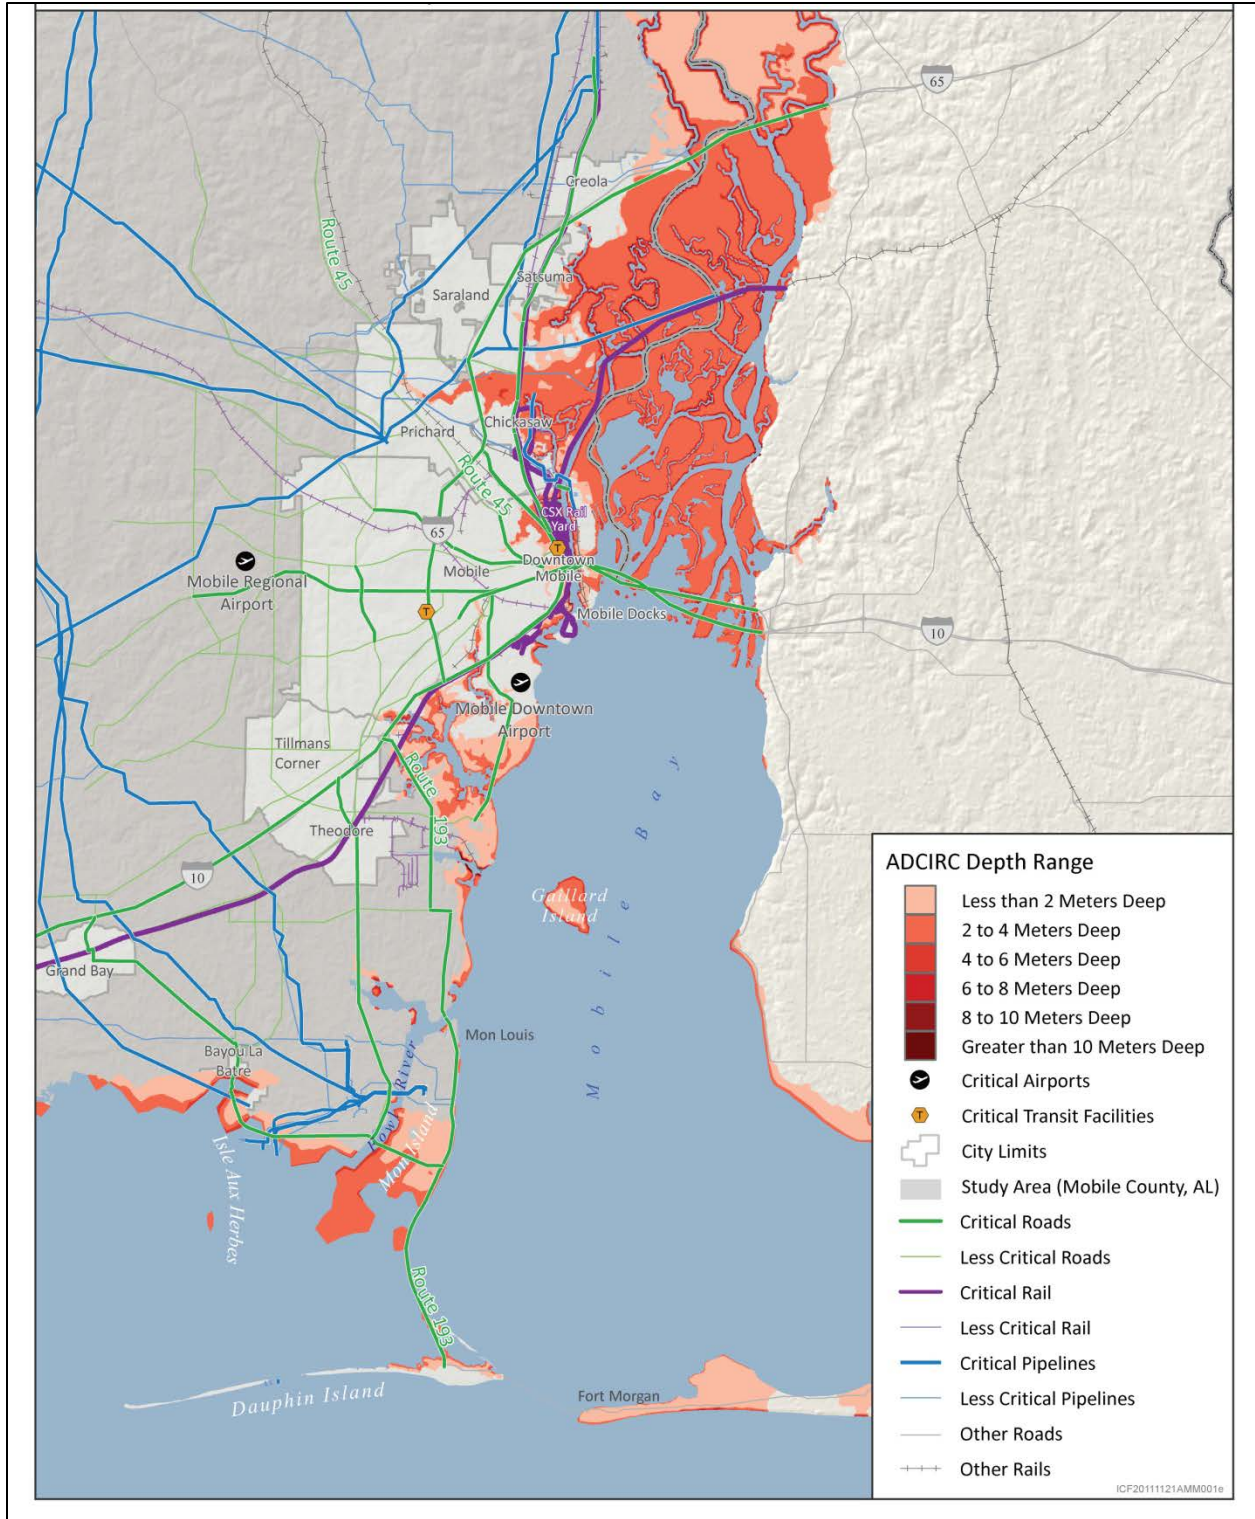 65
Creola
Route 45
Satsuma
Saraland
Chickasaw
Prichard
Route 45
CSX Rail
Yard
65
T
Downtown
Mobile
Mobile
Mobile Regional
Airport
T
Mobile Docks
10
Mobile Downtown
Airport
Tillmans
Corner
Route 193
Theodore
10
Mobile Bay
Gaillard
Island
Grand Bay
Mon Louis
Bayou La
Batre
Fowl River
Mon Island
Isle Aux Herbes
Route 193
Dauphin Island
Fort Morgan
ADCIRC Depth Range
Less than 2 Meters Deep
2 to 4 Meters Deep
4 to 6 Meters Deep
6 to 8 Meters Deep
8 to 10 Meters Deep
Greater than 10 Meters Deep
Critical Airports
T
Critical Transit Facilities
City Limits
Study Area (Mobile County, AL)
Critical Roads
Less Critical Roads
Critical Rail
Less Critical Rail
Critical Pipelines
Less Critical Pipelines
Other Roads
Other Rails
ICF20111121AMM001e